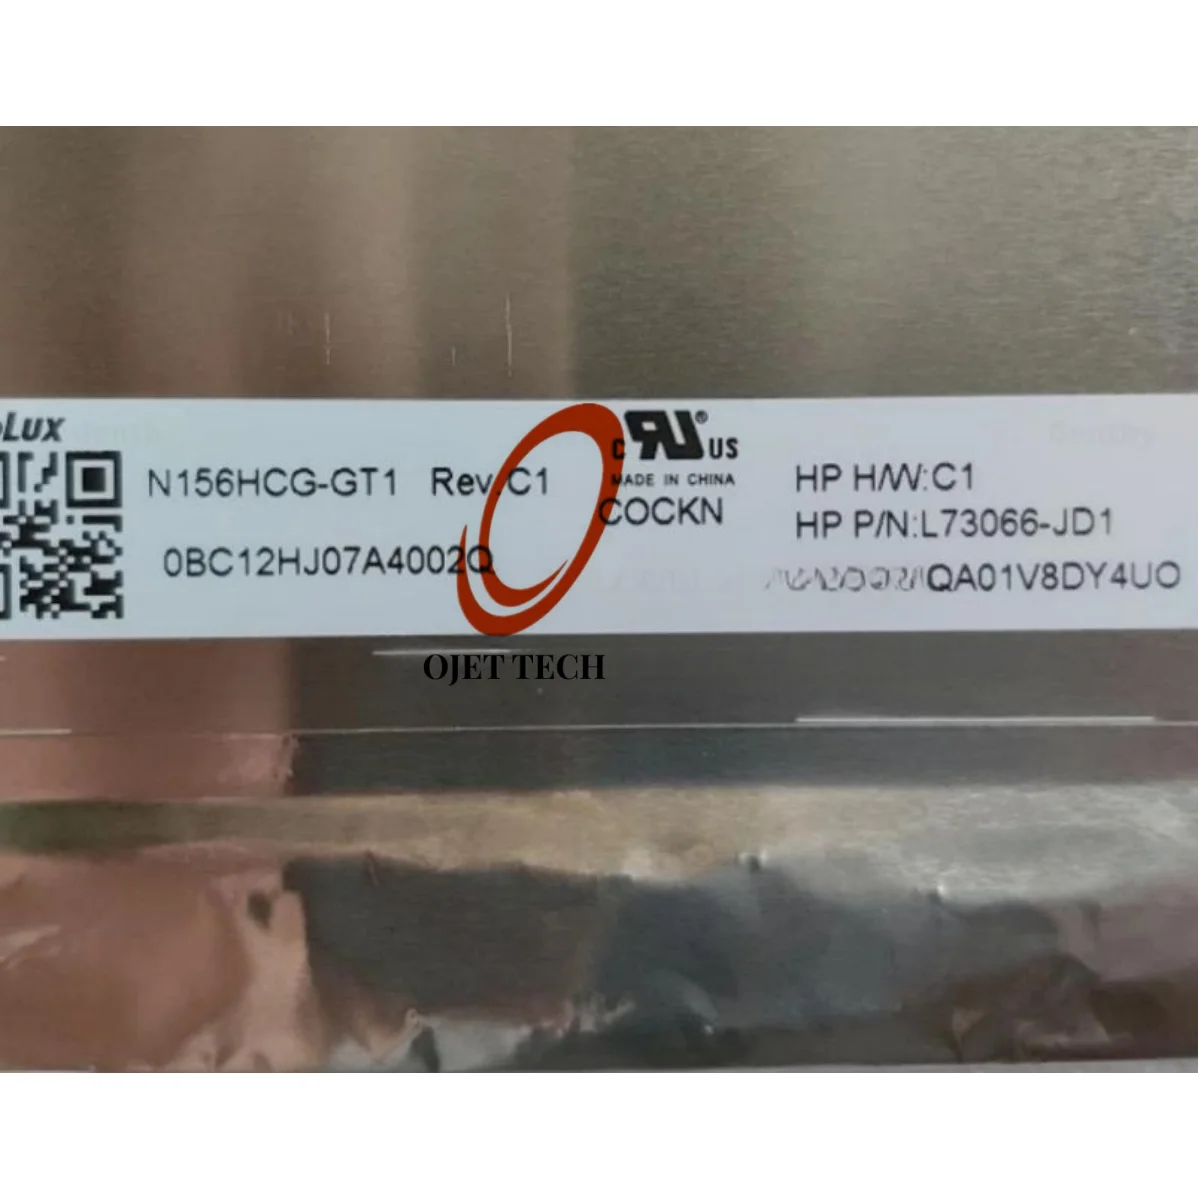 Lux
N156HCG-GT1 Rev.C1
0BC12HJ07A4002Q
c RU® US
MADE IN CHINA
COCKN
HP H/W:C1
HP P/N:L73066-JD1
QA01V8DY4UO
OJET TECH